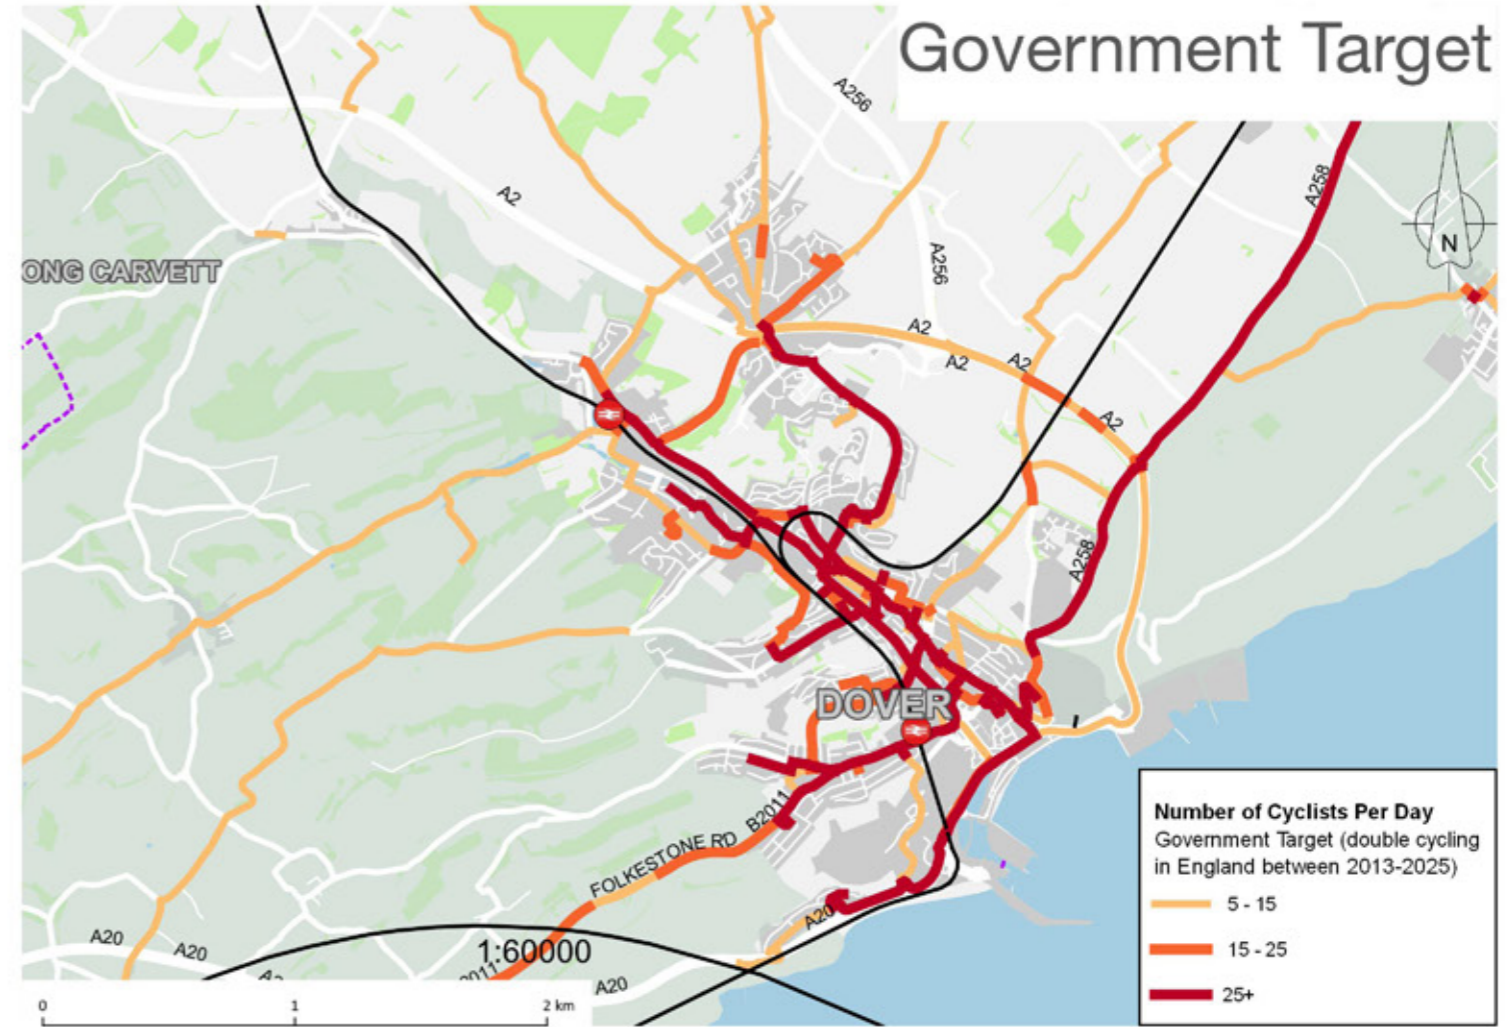 Government Target
A256
A258
A2
N
A256
ONG CARVETT
A2
A2
A2
A2
A258
DOVER
B2011
FOLKESTONE RD
A20
A20
A20
1:60000
A20
0 1 2 km
Number of Cyclists Per Day
Government Target (double cycling
in England between 2013-2025)
5 - 15
15 - 25
25+